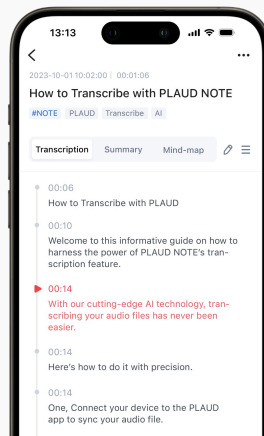 13:13
2023-10-01 10:02:00 | 00:01:06
How to Transcribe with PLAUD NOTE
#NOTE PLAUD Transcribe AI
Transcription Summary Mind-map
00:06
How to Transcribe with PLAUD
00:10
Welcome to this informative guide on how to
harness the power of PLAUD NOTE's tran-
scription feature.
00:14
With our cutting-edge AI technology, tran-
scribing your audio files has never been
easier.
00:14
Here's how to do it with precision.
00:14
One, Connect your device to the PLAUD
app to sync your audio file.